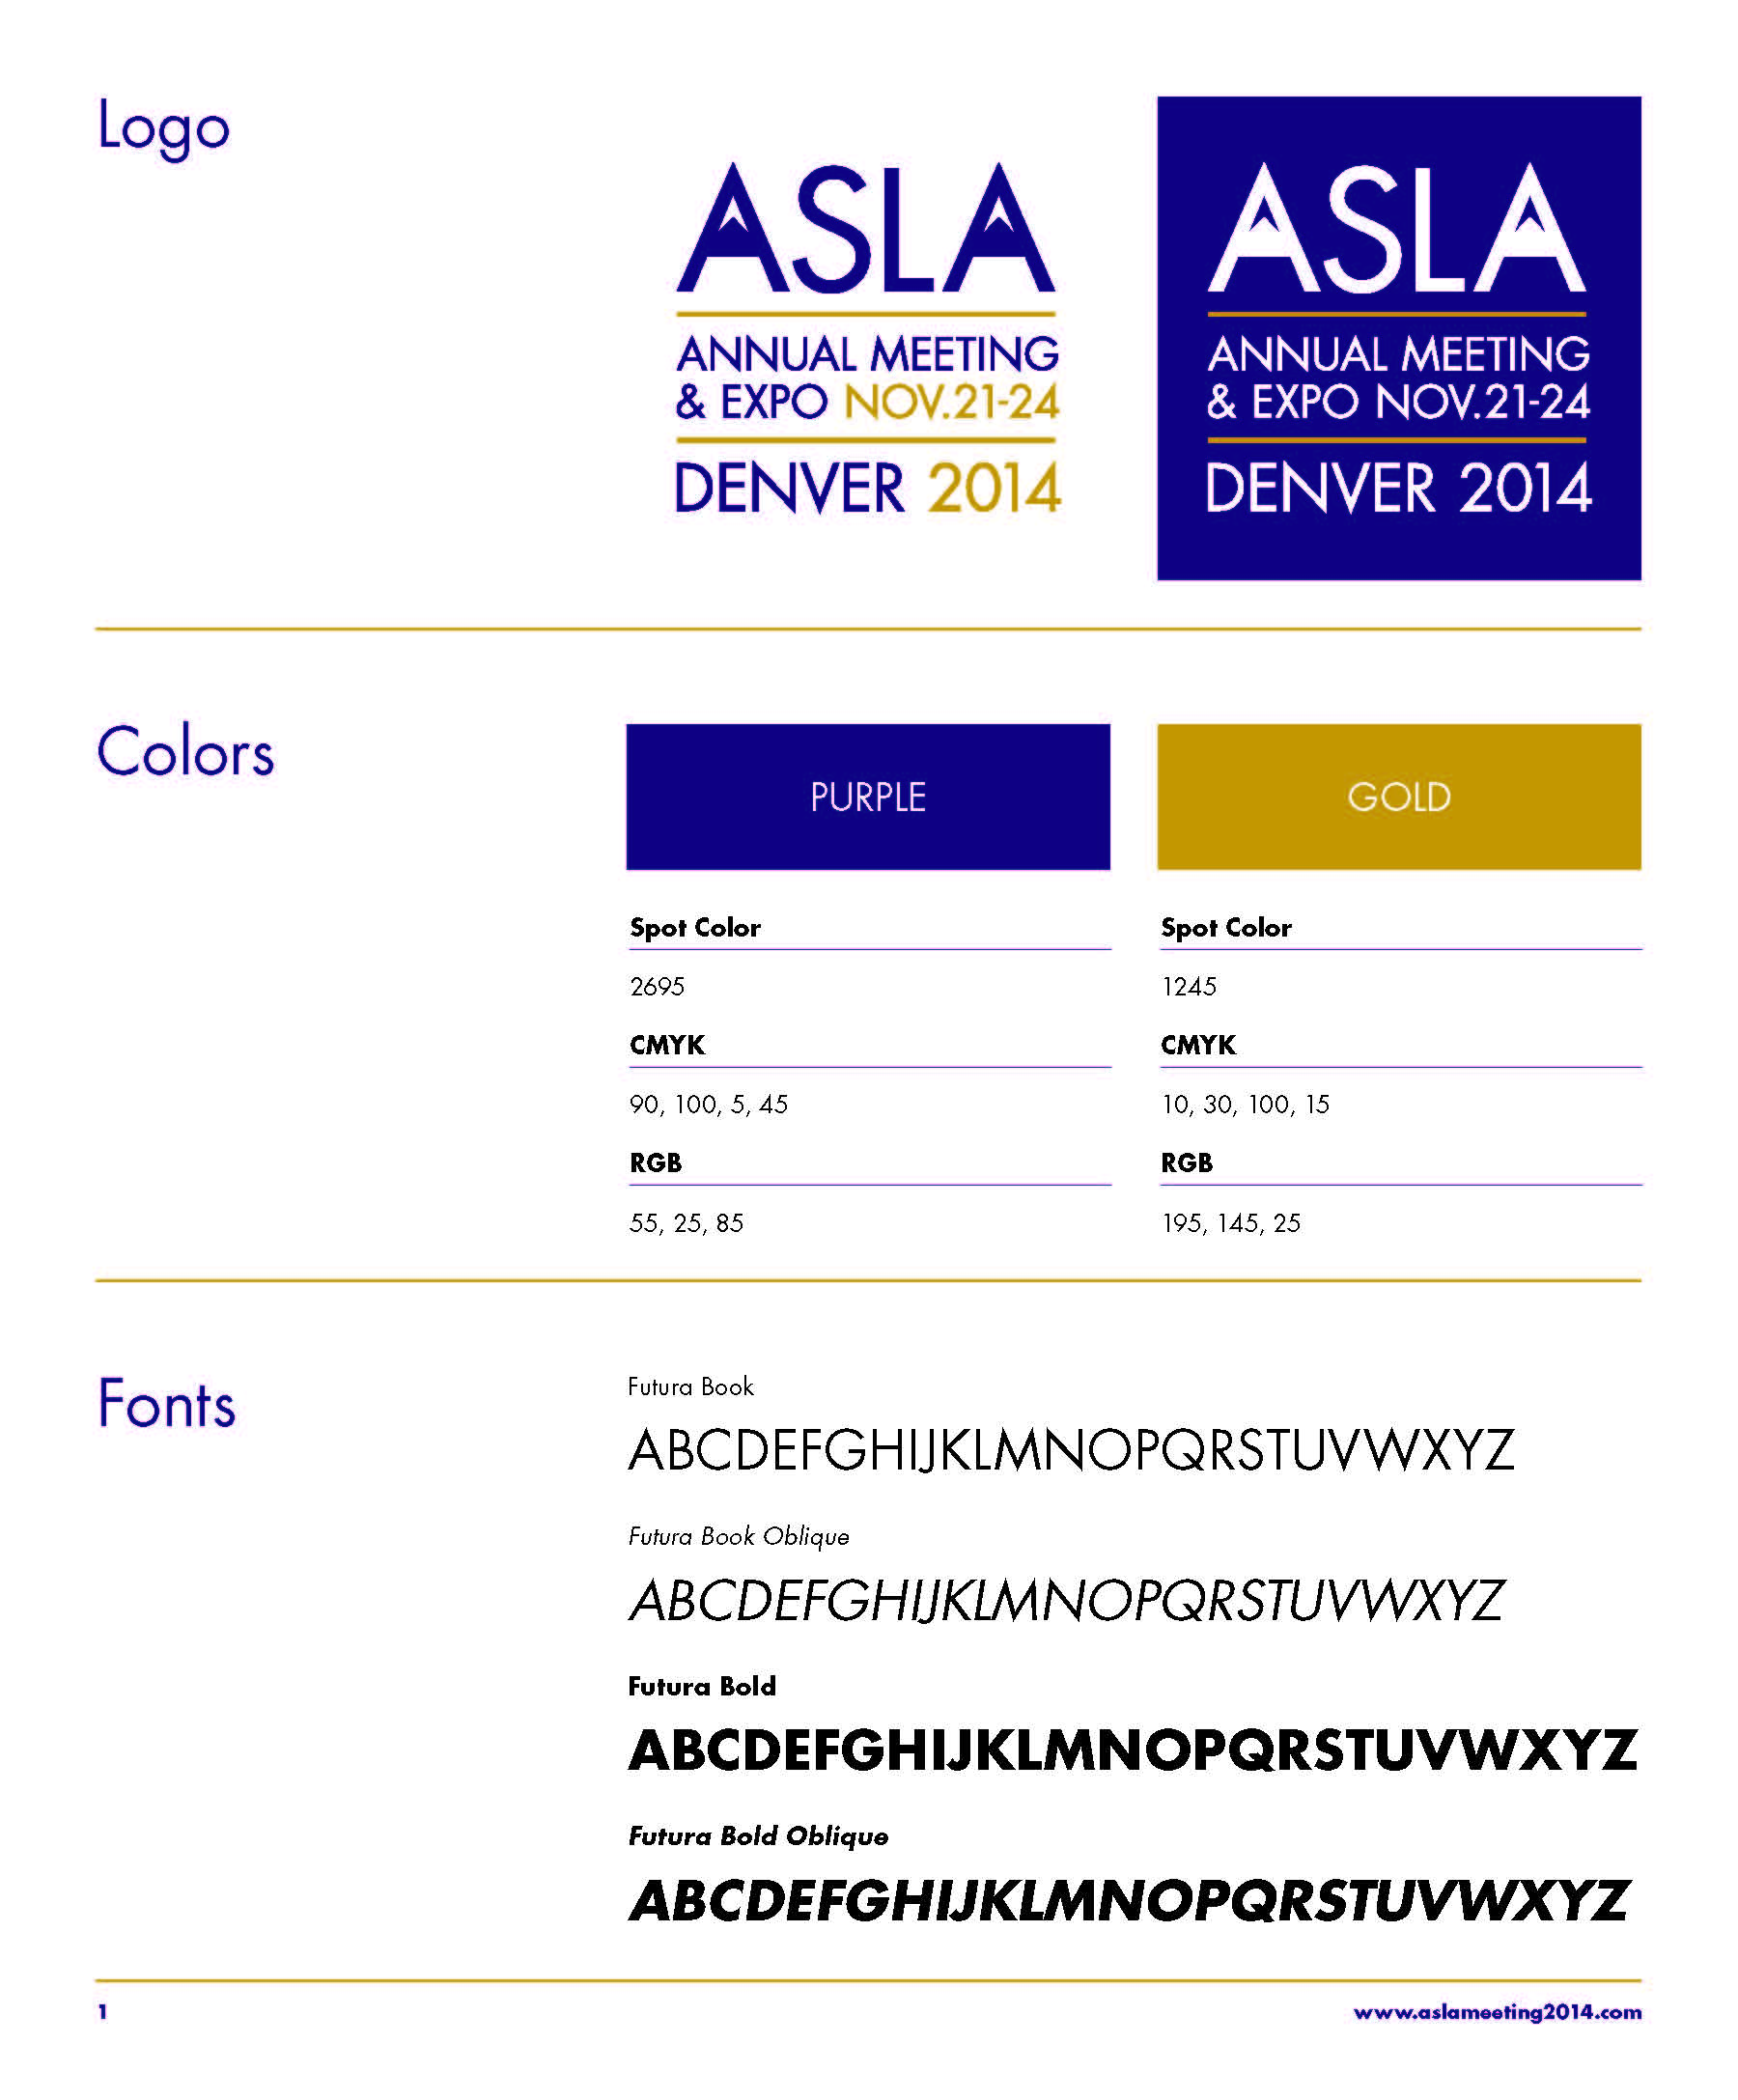 Logo
ASLA
ANNUAL MEETING
& EXPO NOV.21-24
DENVER 2014
ASLA
ANNUAL MEETING
& EXPO NOV.21-24
DENVER 2014
Colors
PURPLE
Spot Color
2695
CMYK
90, 100, 5, 45
RGB
55, 25, 85
GOLD
Spot Color
1245
CMYK
10, 30, 100, 15
RGB
195, 145, 25
Fonts
Futura Book
ABCDEFGHIJKLMNOPQRSTUVWXYZ
Futura Book Oblique
ABCDEFGHIJKLMNOPQRSTUVWXYZ
Futura Bold
ABCDEFGHIJKLMNOPQRSTUVWXYZ
Futura Bold Oblique
ABCDEFGHIJKLMNOPQRSTUVWXYZ
1
www.aslameeting2014.com